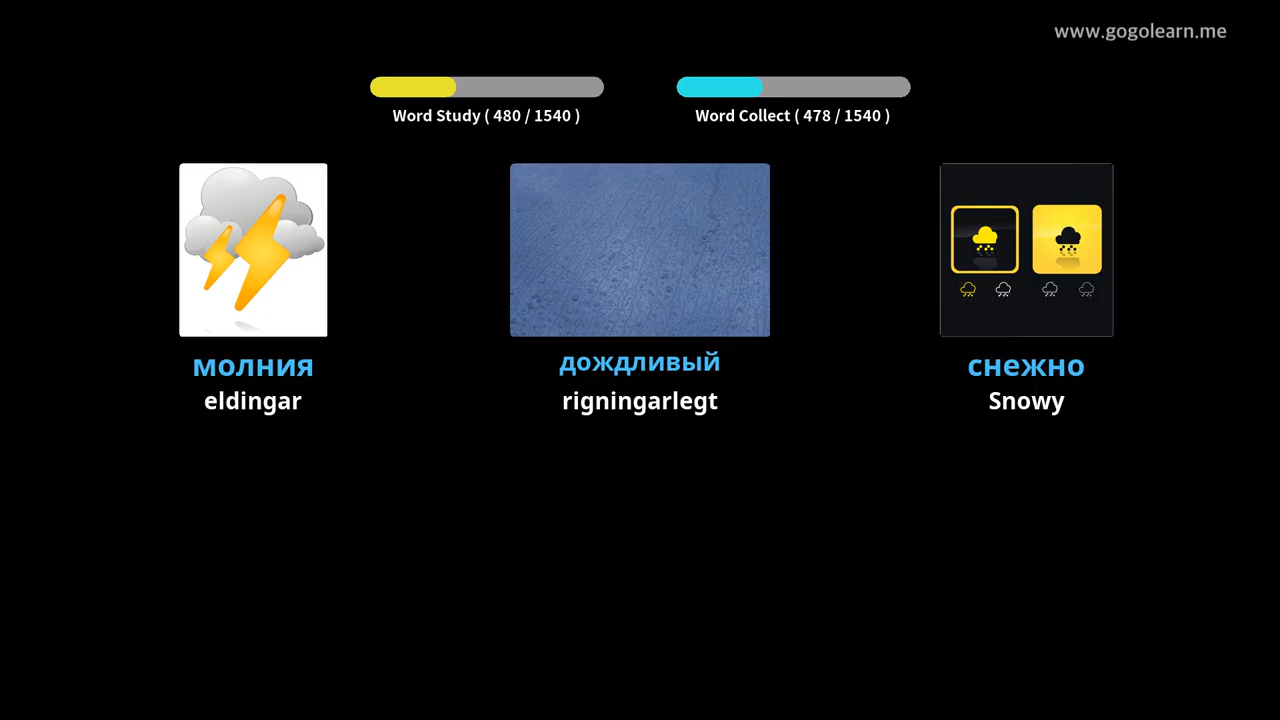 www.gogolearn.me
Word Study ( 480 / 1540 )
Word Collect ( 478 / 1540 )
молния
eldingar
дождливый
rigningarlegt
снежно
Snowy